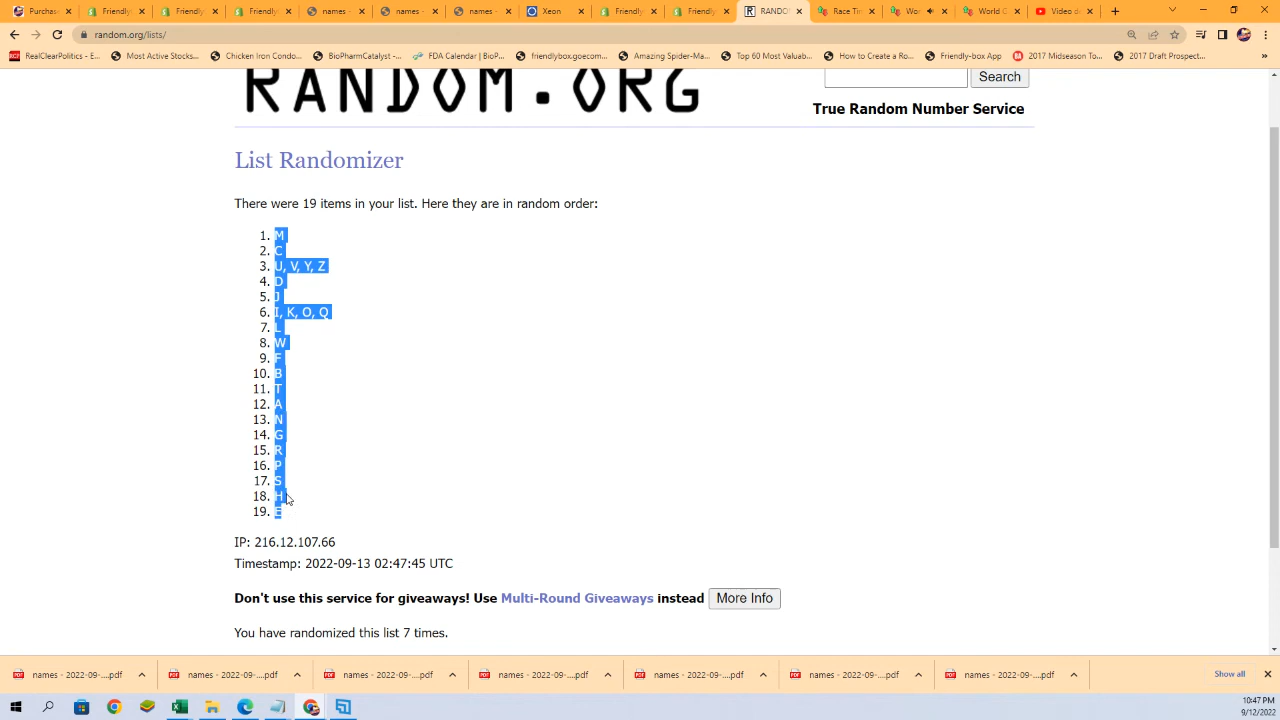 Purchas
Friendly
Friendly
Friendly
names -
names -
names -
Xeon
Friendly
Friendly
RANDO
Race Tin
Wor
World C
Video de
random.org/lists/
RealClearPolitics - E...
Most Active Stocks...
Chicken Iron Condo...
BioPharmCatalyst -...
FDA Calendar | BioP...
friendlybox.goecom...
Amazing Spider-Ma...
Top 60 Most Valuab...
How to Create a Ro...
Friendly-box App
2017 Midseason To...
2017 Draft Prospect...
RANDOM.ORG
Search
True Random Number Service
List Randomizer
There were 19 items in your list. Here they are in random order:
1. M
2. C
3. U, V, Y, Z
4. D
5. J
6. I, K, O, Q
7. L
8. W
9. F
10. B
11. T
12. A
13. N
14. G
15. R
16. P
17. S
18. H
19. E
IP: 216.12.107.66
Timestamp: 2022-09-13 02:47:45 UTC
Don't use this service for giveaways! Use Multi-Round Giveaways instead More Info
You have randomized this list 7 times.
names - 2022-09-....pdf
names - 2022-09-....pdf
names - 2022-09-....pdf
names - 2022-09-....pdf
names - 2022-09-....pdf
names - 2022-09-....pdf
names - 2022-09-....pdf
Show all
10:47 PM
9/12/2022